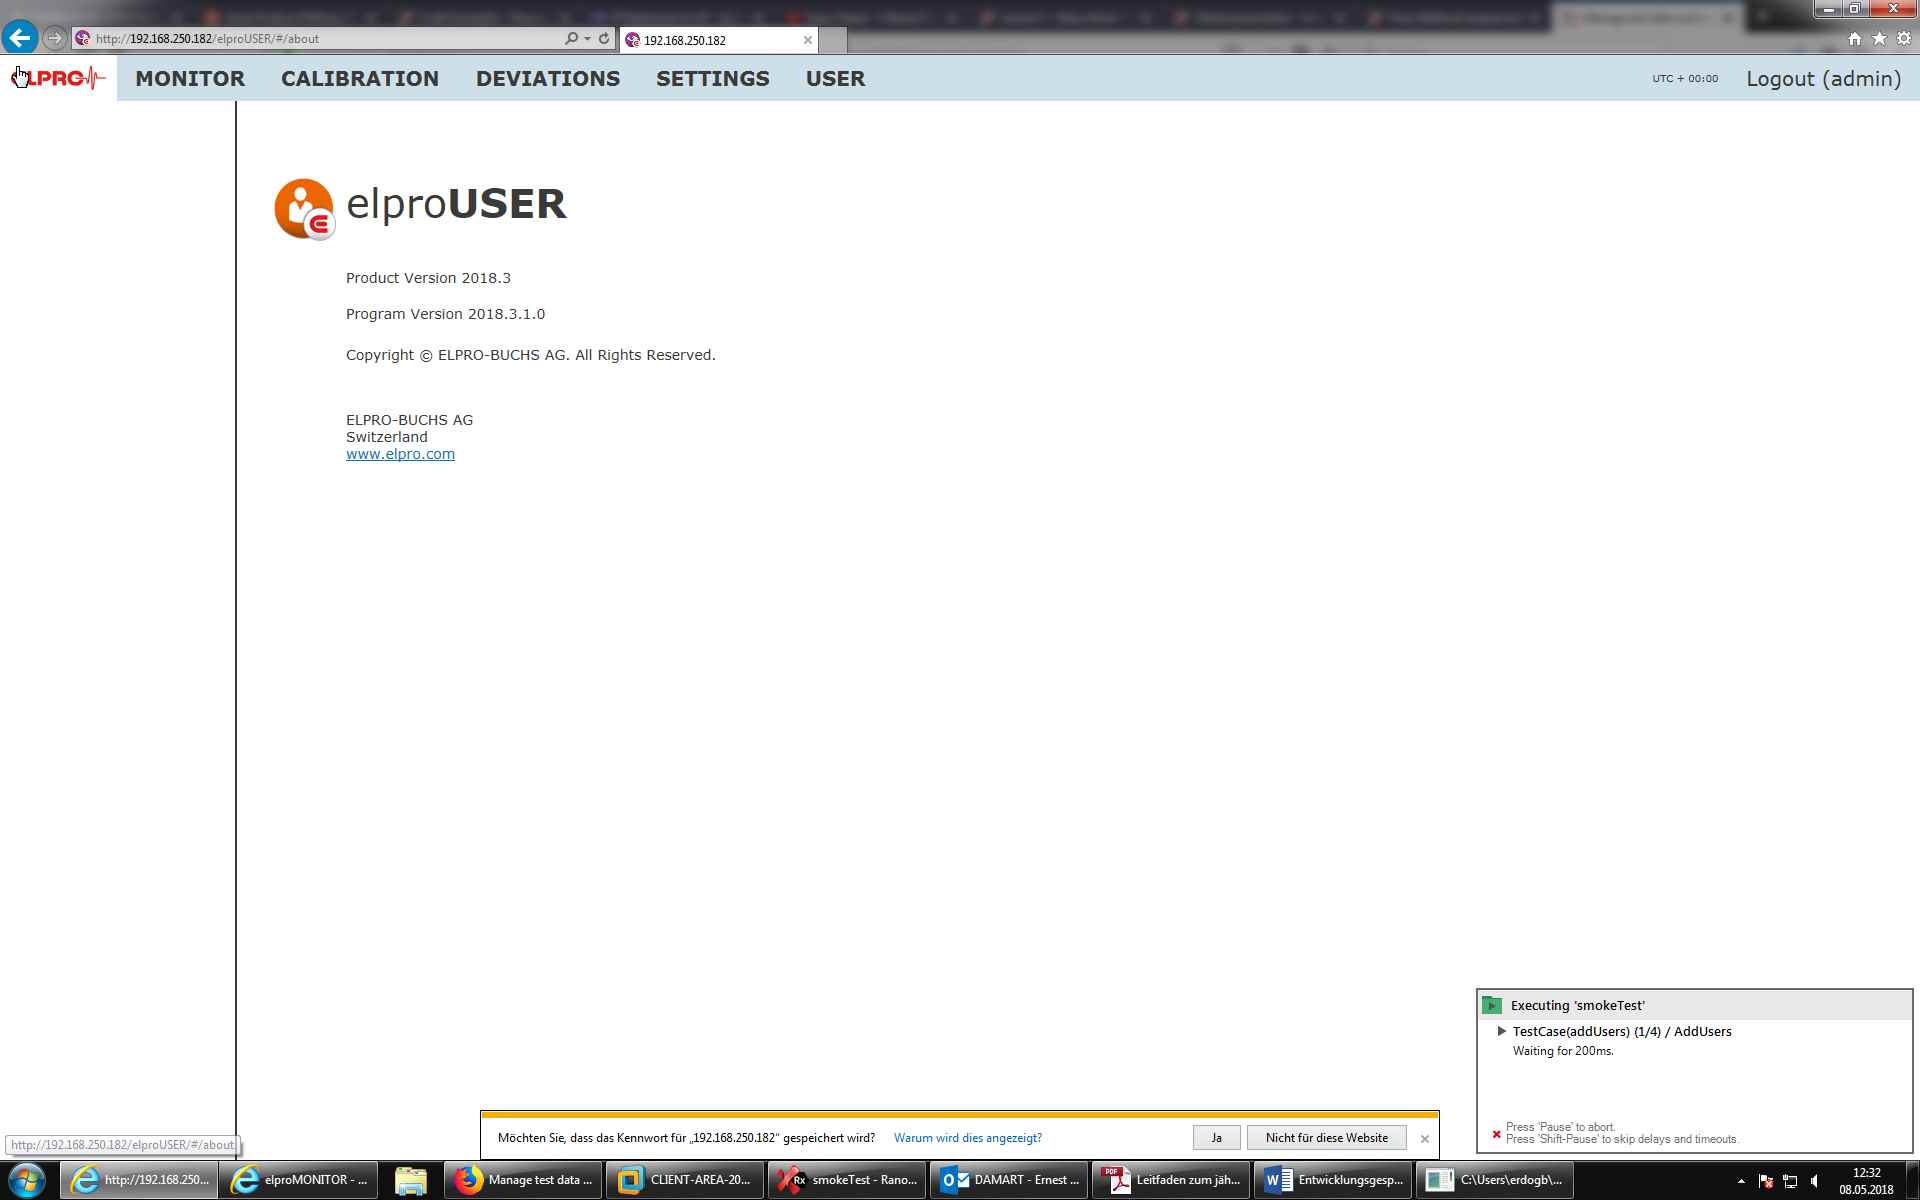 http://192.168.250.182/elproUSER/#/about
192.168.250.182
ELPRO
MONITOR
CALIBRATION
DEVIATIONS
SETTINGS
USER
UTC + 00:00
Logout (admin)
elproUSER
Product Version 2018.3
Program Version 2018.3.1.0
Copyright © ELPRO-BUCHS AG. All Rights Reserved.
ELPRO-BUCHS AG
Switzerland
www.elpro.com
Executing 'smokeTest'
TestCase(addUsers) (1/4) / AddUsers
Waiting for 200ms.
Press 'Pause' to abort.
Press 'Shift-Pause' to skip delays and timeouts.
Möchten Sie, dass das Kennwort für „192.168.250.182“ gespeichert wird?
Warum wird dies angezeigt?
Ja
Nicht für diese Website
http://192.168.250.182/elproUSER/#/about
http://192.168.250...
elproMONITOR - ...
Manage test data ...
CLIENT-AREA-20...
smokeTest - Rano...
DAMART - Ernest ...
Leitfaden zum jäh...
Entwicklungsgesp...
C:\Users\erdogb\...
12:32
08.05.2018